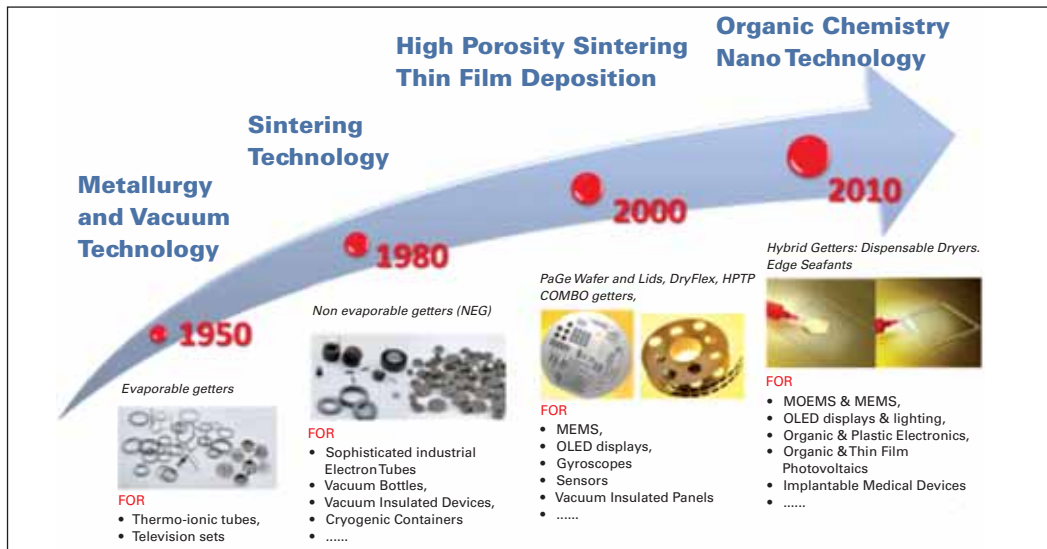 Metallurgy
and Vacuum
Technology
1950
Evaporable getters
FOR
• Thermo-ionic tubes,
• Television sets
Sintering
Technology
1980
Non evaporable getters (NEG)
FOR
• Sophisticated industrial
Electron Tubes
• Vacuum Bottles,
• Vacuum Insulated Devices,
• Cryogenic Containers
• ......
High Porosity Sintering
Thin Film Deposition
2000
PaGe Wafer and Lids, DryFlex, HPTP
COMBO getters,
FOR
• MEMS,
• OLED displays,
• Gyroscopes
• Sensors
• Vacuum Insulated Panels
• ......
Organic Chemistry
Nano Technology
2010
Hybrid Getters: Dispensable Dryers.
Edge Seafants
FOR
• MOEMS & MEMS,
• OLED displays & lighting,
• Organic & Plastic Electronics,
• Organic & Thin Film
Photovoltaics
• Implantable Medical Devices
• ......